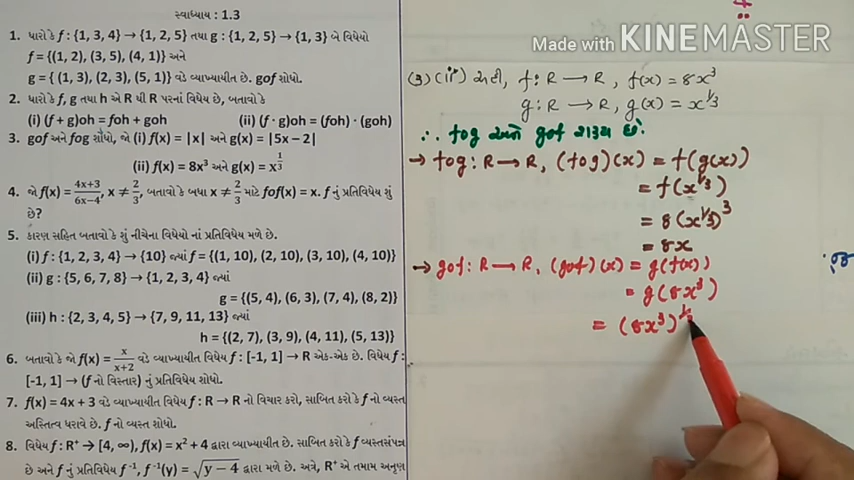 સ્વાધ્યાય : 1.3
1. ધારો કે f : {1, 3, 4} → {1, 2, 5} તથા g : {1, 2, 5} → {1, 3} બે વિધેયો
f = {(1, 2), (3, 5), (4, 1)} અને
g = { (1, 3), (2, 3), (5, 1)} વડે વ્યાખ્યાયીત છે. gof શોધો.
2. ધારો કે f, g તથા h એ R થી R પરનાં વિધેય છે, બતાવો કે
(i) (f + g)oh = foh + goh (ii) (f · g)oh = (foh) · (goh)
3. gof અને fog શોધો, જો (i) f(x) = |x| અને g(x) = |5x − 2|
(ii) f(x) = 8x³ અને g(x) = x^{1/3}
4. જો f(x) = \frac{4x+3}{6x−4}, x ≠ \frac{2}{3}, બતાવો કે બધા x ≠ \frac{2}{3} માટે fof(x) = x. f નું પ્રતિવિધેય શું
છે?
5. કારણ સહિત બતાવો કે શું નીચેના વિધેયો નાં પ્રતિવિધેય મળે છે.
(i) f : {1, 2, 3, 4} → {10} જ્યાં f = {(1, 10), (2, 10), (3, 10), (4, 10)}
(ii) g : {5, 6, 7, 8} → {1, 2, 3, 4} જ્યાં
g = {(5, 4), (6, 3), (7, 4), (8, 2)}
(iii) h : {2, 3, 4, 5} → {7, 9, 11, 13} જ્યાં
h = {(2, 7), (3, 9), (4, 11), (5, 13)}
6. બતાવો કે f(x) = \frac{x}{x+2} વડે વ્યાખ્યાયીત વિધેય f : [-1, 1] → R એક-એક છે. વિધેય f :
[-1, 1] → (f નો વિસ્તાર) નું પ્રતિવિધેય શોધો.
7. f(x) = 4x + 3 વડે વ્યાખ્યાયીત વિધેય f : R → R નો વિચાર કરો, સાબિત કરો કે f નો વ્યસ્ત
અસ્તિત્વ ધરાવે છે. f નો વ્યસ્ત શોધો.
8. વિધેય f : R⁺ → [4, ∞), f(x) = x² + 4 દ્વારા વ્યાખ્યાયીત છે. સાબિત કરો કે f વ્યસ્તસંપન્ન
છે અને f નું પ્રતિવિધેય f⁻¹, f⁻¹(y) = √(y − 4) દ્વારા મળે છે. અત્રે, R⁺ એ તમામ અનૃણ
Made with KINEMASTER
(૩) (ii) અહી, f : R → R, f(x) = 8x³
g : R → R, g(x) = x^{1/3}
∴ fog અને gof શક્ય છે.
→ fog : R → R, (fog)(x) = f(g(x))
= f(x^{1/3})
= 8(x^{1/3})³
= 8x
→ gof : R → R, (gof)(x) = g(f(x))
= g(8x³)
= (8x³)^{1/3}